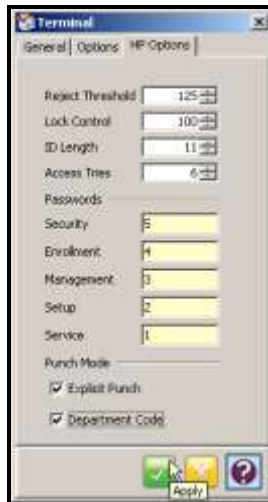 Terminal
General Options HP Options
Reject Threshold 125
Lock Control 100
ID Length 11
Access Tries 6
Passwords
Security 5
Enrollment 4
Management 3
Setup 2
Service 1
Punch Mode
Explicit Punch
Department Code
Apply